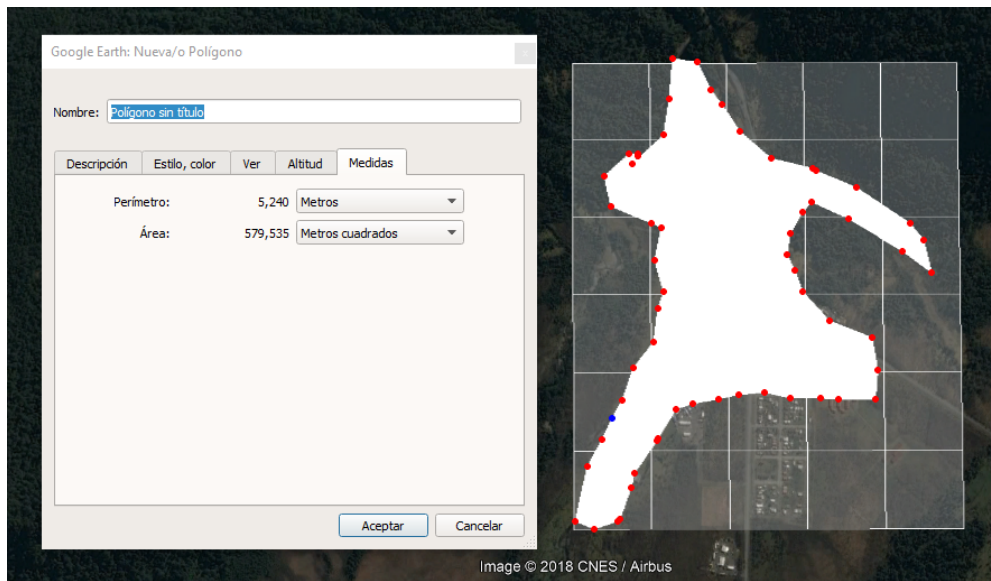 Google Earth: Nueva/o Polígono
Nombre: Polígono sin título
Descripción Estilo, color Ver Altitud Medidas
Perímetro: 5,240 Metros
Área: 579,535 Metros cuadrados
Aceptar Cancelar
Image © 2018 CNES / Airbus